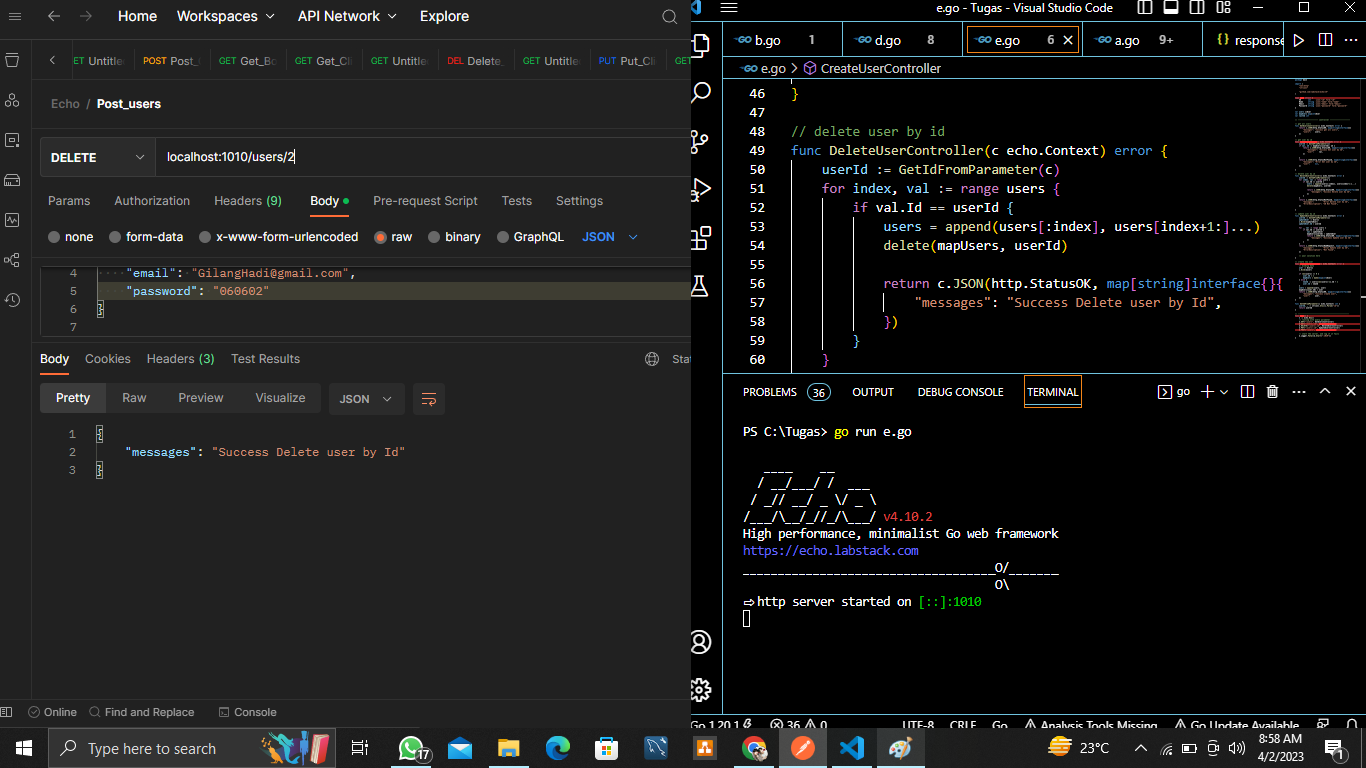 Home Workspaces API Network Explore
ET Untitle POST Post_ GET Get_Bo GET Get_Cl GET Untitle DEL Delete_ GET Untitle PUT Put_Cl GET
Echo / Post_users
DELETE localhost:1010/users/2
Params Authorization Headers (9) Body Pre-request Script Tests Settings
none form-data x-www-form-urlencoded raw binary GraphQL JSON
4 "email": "GilangHadi@gmail.com",
5 "password": "060602"
6 }
7
Body Cookies Headers (3) Test Results Stat
Pretty Raw Preview Visualize JSON
1 {
2 "messages": "Success Delete user by Id"
3 }
Online Find and Replace Console
e.go - Tugas - Visual Studio Code
b.go 1 d.go 8 e.go 6 a.go 9+ {} response
e.go > CreateUserController
46 }
47
48 // delete user by id
49 func DeleteUserController(c echo.Context) error {
50 userId := GetIdFromParameter(c)
51 for index, val := range users {
52 if val.Id == userId {
53 users = append(users[:index], users[index+1:]...)
54 delete(mapUsers, userId)
55
56 return c.JSON(http.StatusOK, map[string]interface{}{
57 "messages": "Success Delete user by Id",
58 })
59 }
60 }
PROBLEMS 36 OUTPUT DEBUG CONSOLE TERMINAL go
PS C:\Tugas> go run e.go
   ____    __
  / __/___/ /  ___
 / _// __/ _ \/ _ \
/___/\__/_//_/\___/ v4.10.2
High performance, minimalist Go web framework
https://echo.labstack.com
____________________________________O/_______
                                    O\
⇨ http server started on [::]:1010
Go 1.20.1 36 0 UTF-8 CRLF Go Analysis Tools Missing Go Update Available
Type here to search 17 23°C 8:58 AM
4/2/2023 1